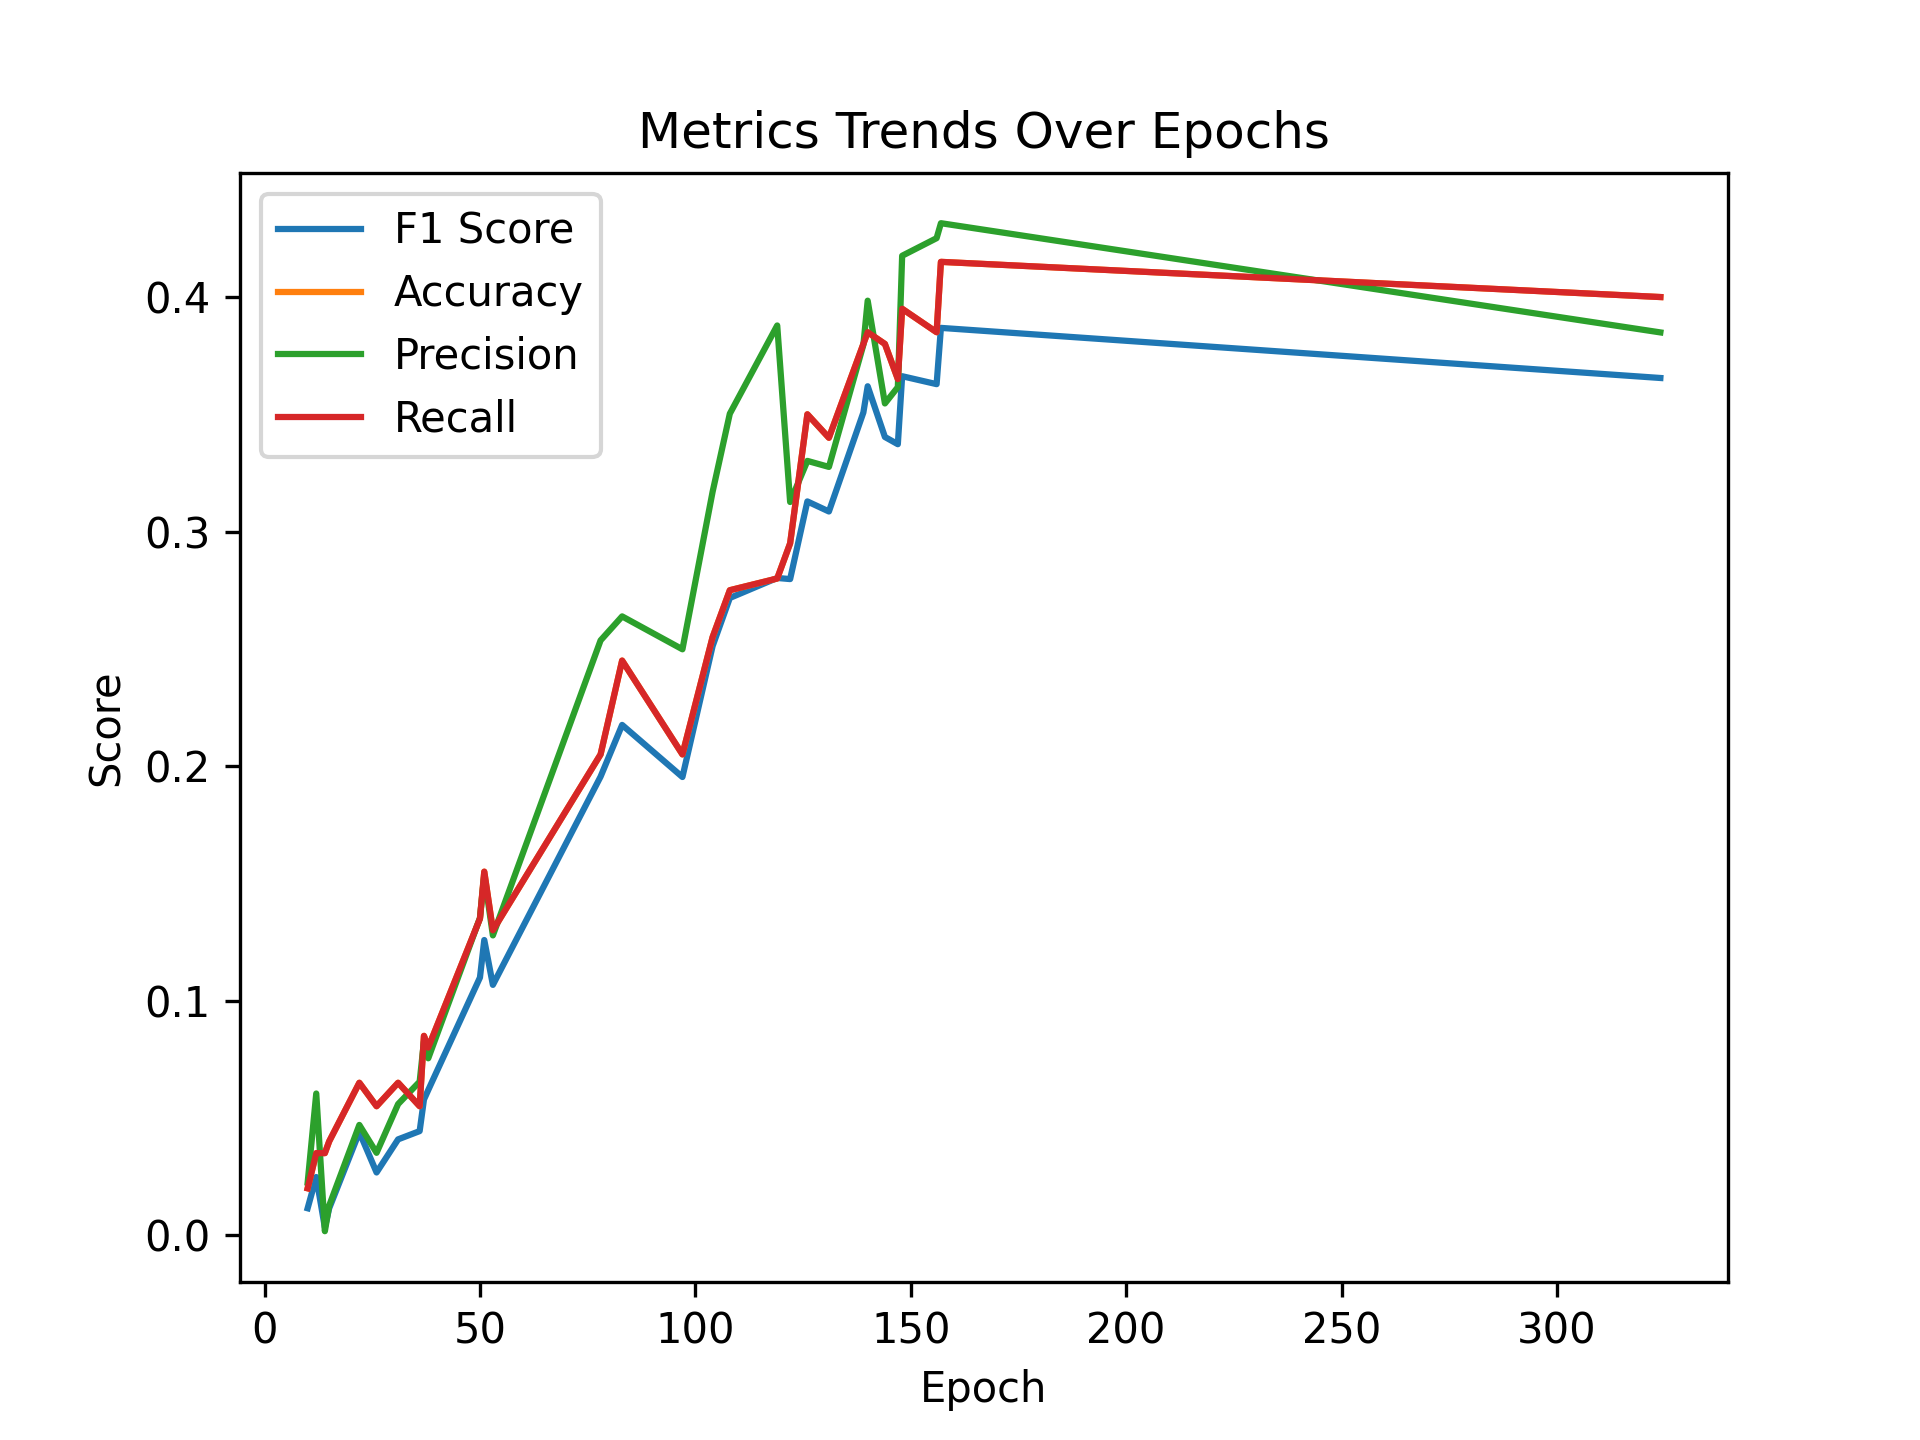 Metrics Trends Over Epochs
F1 Score
Accuracy
Precision
Recall
0.4
0.3
0.2
0.1
0.0
Score
0 50 100 150 200 250 300
Epoch